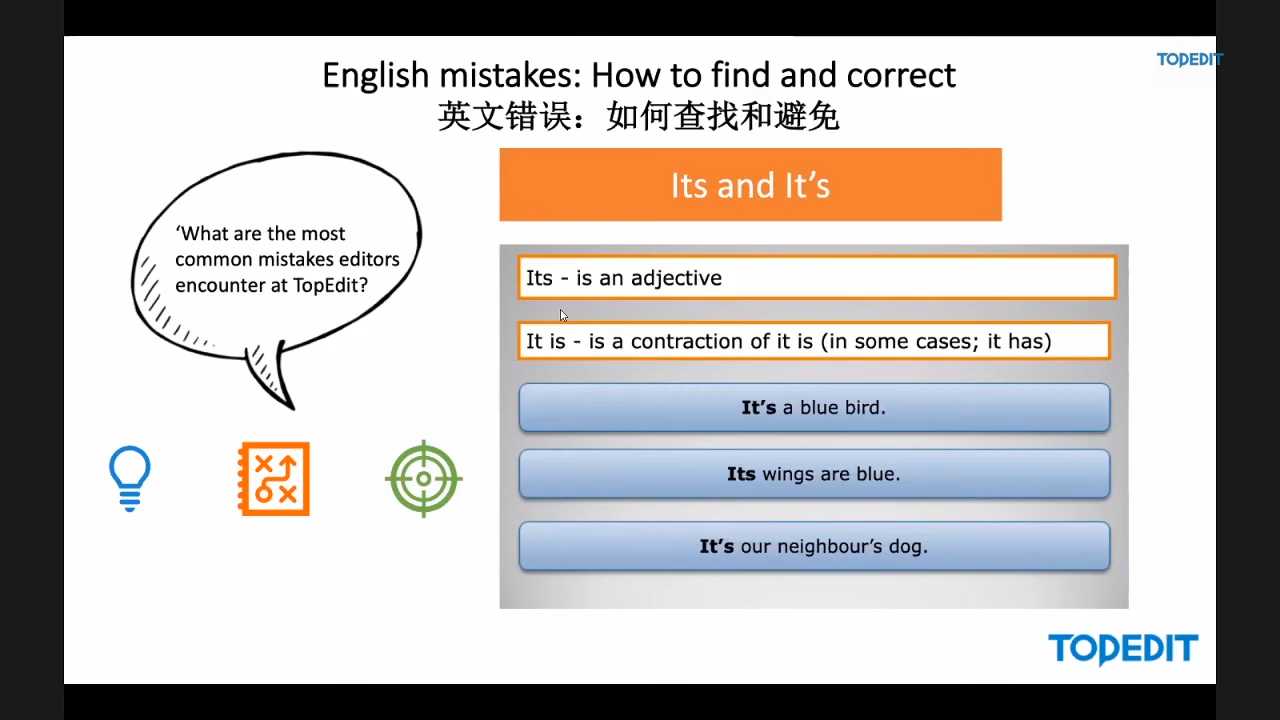 English mistakes: How to find and correct
英文错误：如何查找和避免
TOPEDIT
‘What are the most
common mistakes editors
encounter at TopEdit?
Its and It’s
Its - is an adjective
It is - is a contraction of it is (in some cases; it has)
It’s a blue bird.
Its wings are blue.
It’s our neighbour’s dog.
TOPEDIT